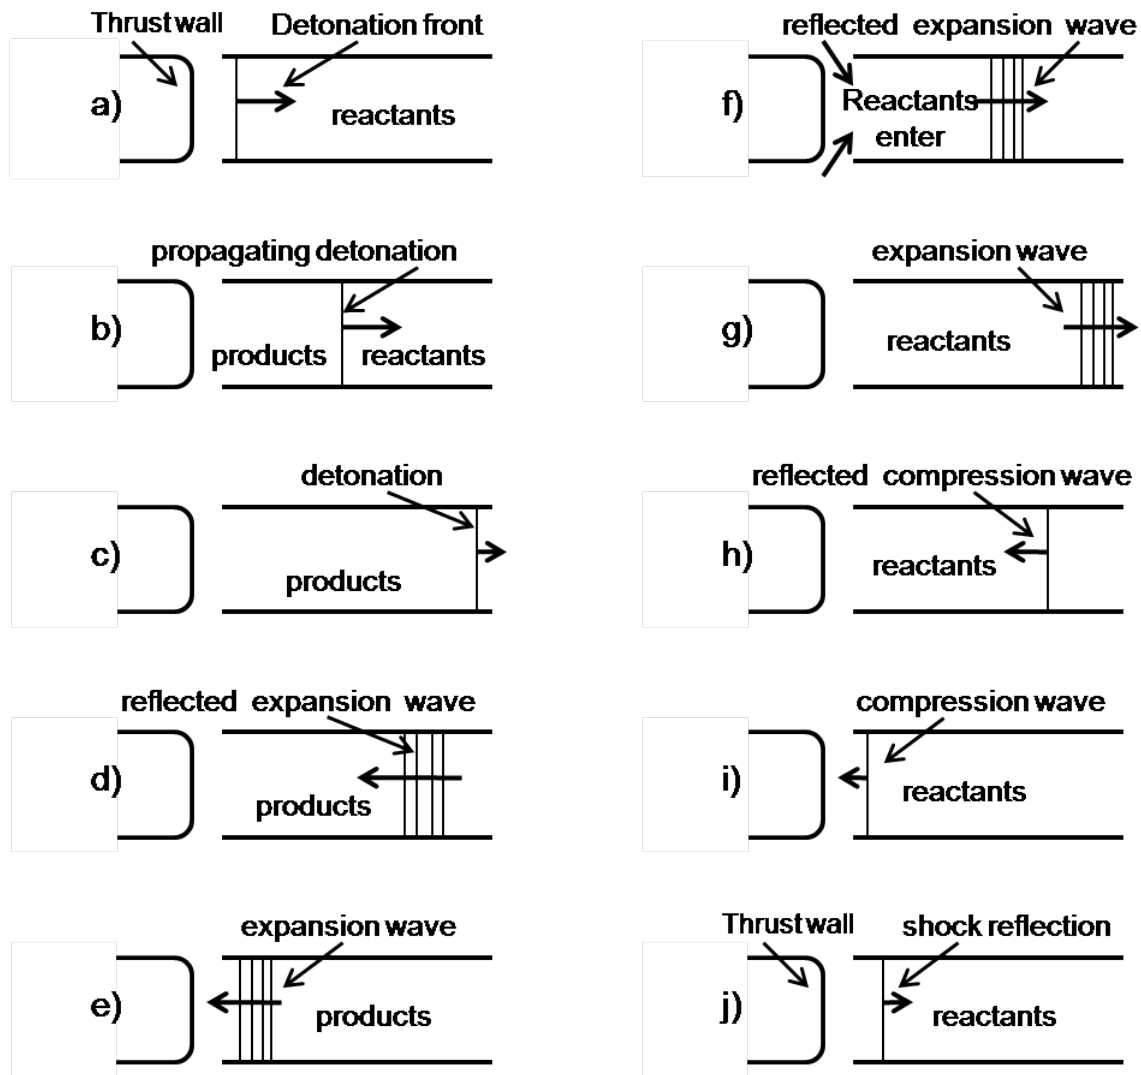 Thrust wall Detonation front
a)
reactants
propagating detonation
b)
products reactants
detonation
c)
products
reflected expansion wave
d)
products
expansion wave
e)
products
reflected expansion wave
f)
Reactants
enter
expansion wave
g)
reactants
reflected compression wave
h)
reactants
compression wave
i)
reactants
Thrust wall shock reflection
j)
reactants